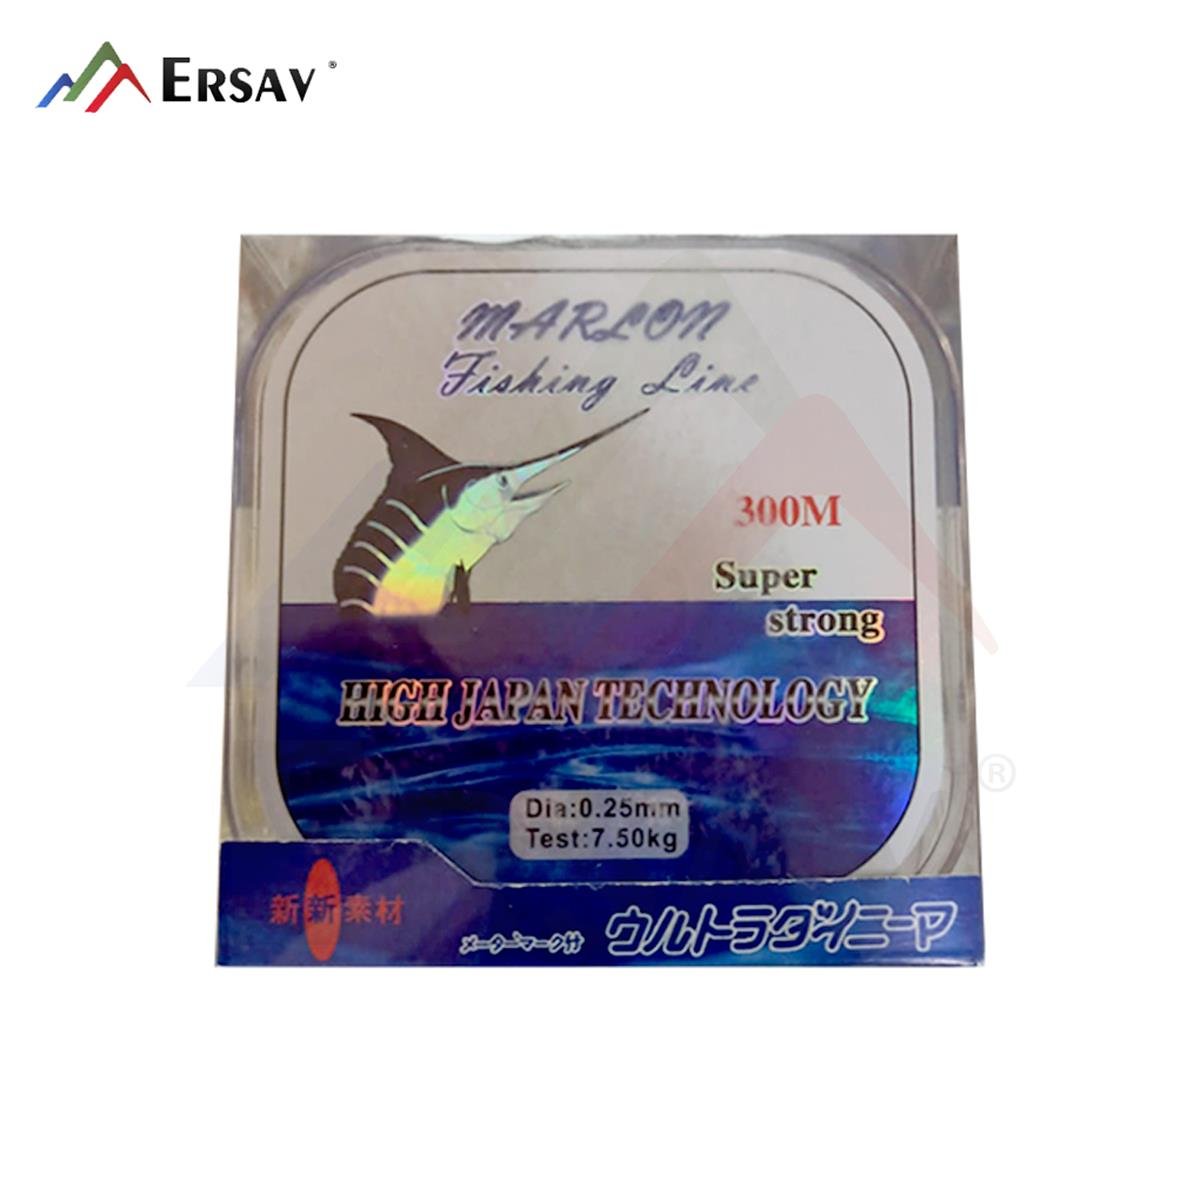 ERSAV ®
MARLON
Fishing Line
300M
Super
strong
HIGH JAPAN TECHNOLOGY
Dia:0.25mm
Test:7.50kg
新新素材
メーターマーク付 ウルトラダイニーマ
®